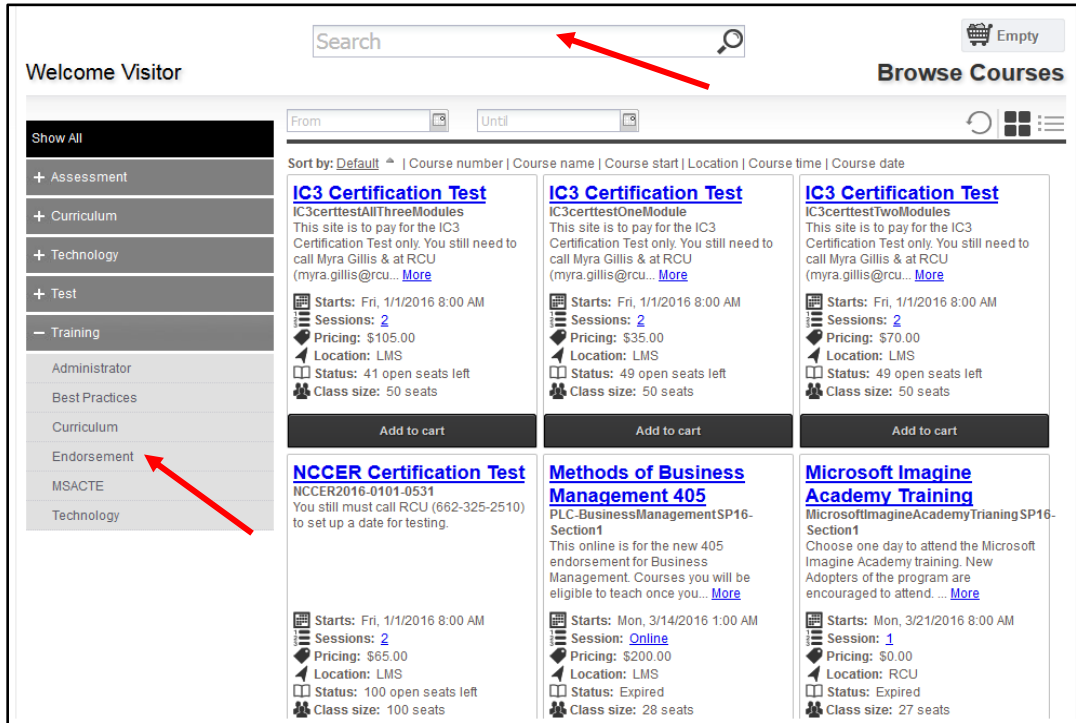 Search
Empty
Welcome Visitor
Browse Courses
From
Until
Show All
+ Assessment
+ Curriculum
+ Technology
+ Test
− Training
Administrator
Best Practices
Curriculum
Endorsement
MSACTE
Technology
Sort by: Default | Course number | Course name | Course start | Location | Course time | Course date
IC3 Certification Test
IC3certtestAllThreeModules
This site is to pay for the IC3
Certification Test only. You still need to
call Myra Gillis & at RCU
(myra.gillis@rcu... More
Starts: Fri, 1/1/2016 8:00 AM
Sessions: 2
Pricing: $105.00
Location: LMS
Status: 41 open seats left
Class size: 50 seats
Add to cart
IC3 Certification Test
IC3certtestOneModule
This site is to pay for the IC3
Certification Test only. You still need to
call Myra Gillis & at RCU
(myra.gillis@rcu... More
Starts: Fri, 1/1/2016 8:00 AM
Sessions: 2
Pricing: $35.00
Location: LMS
Status: 49 open seats left
Class size: 50 seats
Add to cart
IC3 Certification Test
IC3certtestTwoModules
This site is to pay for the IC3
Certification Test only. You still need to
call Myra Gillis & at RCU
(myra.gillis@rcu... More
Starts: Fri, 1/1/2016 8:00 AM
Sessions: 2
Pricing: $70.00
Location: LMS
Status: 49 open seats left
Class size: 50 seats
Add to cart
NCCER Certification Test
NCCER2016-0101-0531
You still must call RCU (662-325-2510)
to set up a date for testing.
Starts: Fri, 1/1/2016 8:00 AM
Sessions: 2
Pricing: $65.00
Location: LMS
Status: 100 open seats left
Class size: 100 seats
Methods of Business
Management 405
PLC-BusinessManagementSP16-
Section1
This online is for the new 405
endorsement for Business
Management. Courses you will be
eligible to teach once you... More
Starts: Mon, 3/14/2016 1:00 AM
Session: Online
Pricing: $200.00
Location: LMS
Status: Expired
Class size: 28 seats
Microsoft Imagine
Academy Training
MicrosoftImagineAcademyTrianingSP16-
Section1
Choose one day to attend the Microsoft
Imagine Academy training. New
Adopters of the program are
encouraged to attend. ... More
Starts: Mon, 3/21/2016 8:00 AM
Session: 1
Pricing: $0.00
Location: RCU
Status: Expired
Class size: 27 seats